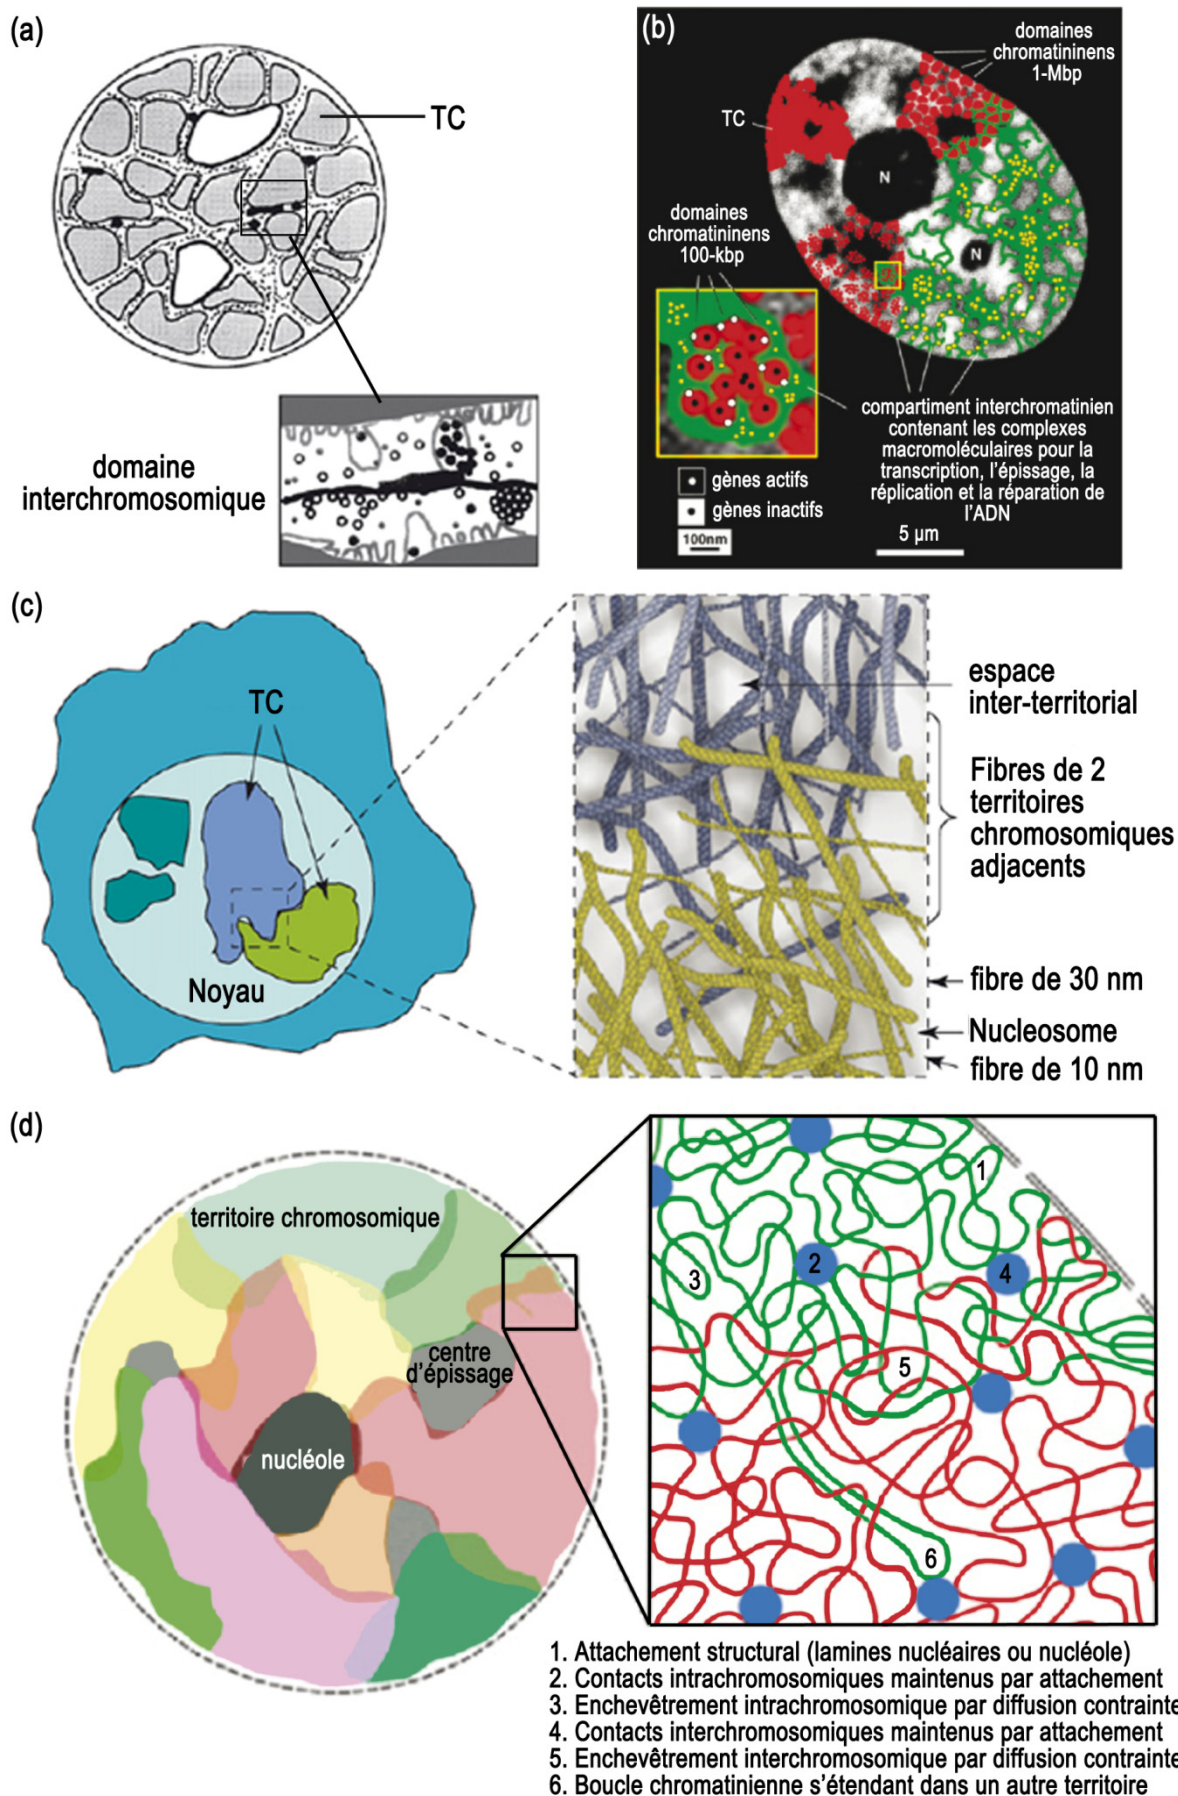 (a)
TC
domaine
interchromosomique
(b)
domaines
chromatininens
1-Mbp
TC
N
domaines
chromatininens
100-kbp
N
compartiment interchromatinien
contenant les complexes
macromoléculaires pour la
transcription, l'épissage, la
réplication et la réparation de
l'ADN
gènes actifs
gènes inactifs
100nm
5 µm
(c)
TC
Noyau
espace
inter-territorial
Fibres de 2
territoires
chromosomiques
adjacents
fibre de 30 nm
Nucleosome
fibre de 10 nm
(d)
territoire chromosomique
centre
d'épissage
nucléole
1
2
4
3
5
6
1. Attachement structural (lamines nucléaires ou nucléole)
2. Contacts intrachromosomiques maintenus par attachement
3. Enchevêtrement intrachromosomique par diffusion contrainte
4. Contacts interchromosomiques maintenus par attachement
5. Enchevêtrement interchromosomique par diffusion contrainte
6. Boucle chromatinienne s'étendant dans un autre territoire